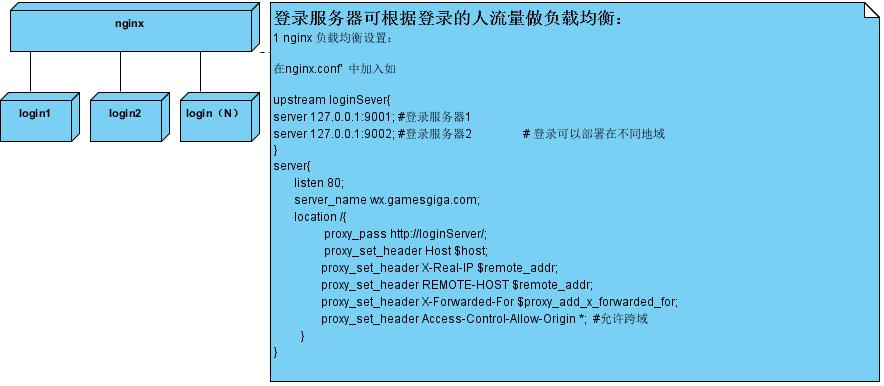 nginx
login1
login2
login（N）
登录服务器可根据登录的人流量做负载均衡：
1 nginx 负载均衡设置：
在nginx.conf' 中加入如
upstream loginSever{
server 127.0.0.1:9001; #登录服务器1
server 127.0.0.1:9002; #登录服务器2 # 登录可以部署在不同地域
}
server{
listen 80;
server_name wx.gamesgiga.com;
location /{
proxy_pass http://loginServer/;
proxy_set_header Host $host;
proxy_set_header X-Real-IP $remote_addr;
proxy_set_header REMOTE-HOST $remote_addr;
proxy_set_header X-Forwarded-For $proxy_add_x_forwarded_for;
proxy_set_header Access-Control-Allow-Origin *; #允许跨域
}
}